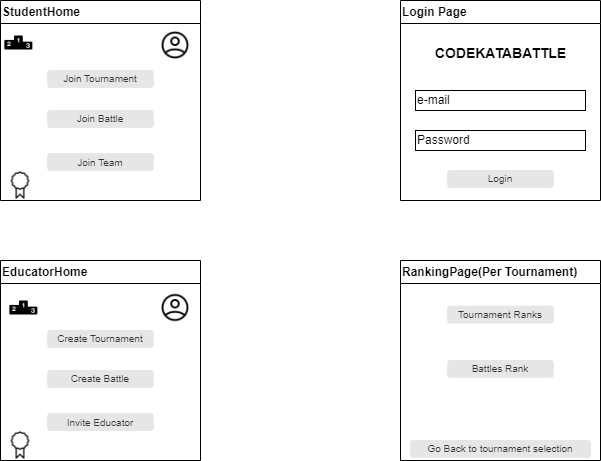 StudentHome
2 1 3
Join Tournament
Join Battle
Join Team
Login Page
CODEKATABATTLE
e-mail
Password
Login
EducatorHome
2 1 3
Create Tournament
Create Battle
Invite Educator
RankingPage(Per Tournament)
Tournament Ranks
Battles Rank
Go Back to tournament selection